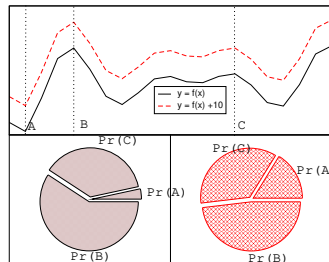 A
B
C
y = f(x)
y = f(x) +10
Pr(C)
Pr(A)
Pr(B)
Pr(C)
Pr(A
Pr(B)